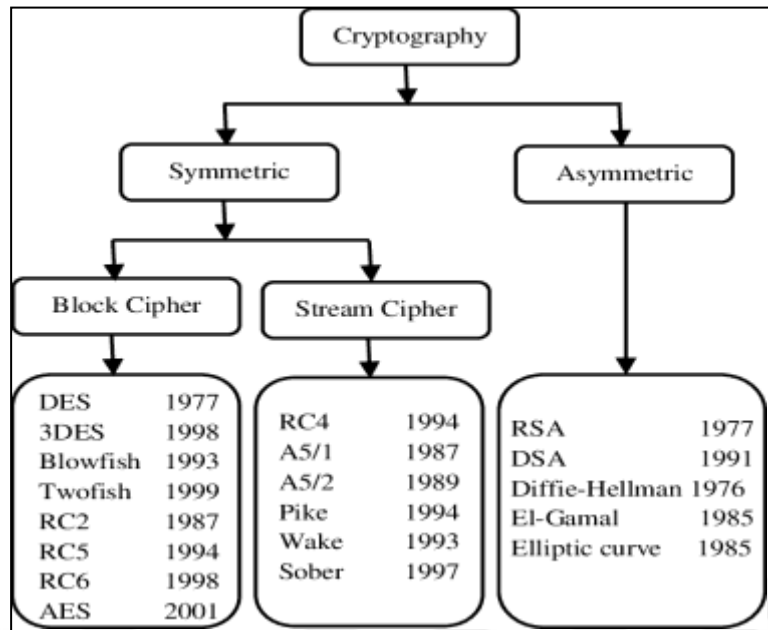 Cryptography
Symmetric
Asymmetric
Block Cipher
Stream Cipher
DES 1977
3DES 1998
Blowfish 1993
Twofish 1999
RC2 1987
RC5 1994
RC6 1998
AES 2001
RC4 1994
A5/1 1987
A5/2 1989
Pike 1994
Wake 1993
Sober 1997
RSA 1977
DSA 1991
Diffie-Hellman 1976
El-Gamal 1985
Elliptic curve 1985